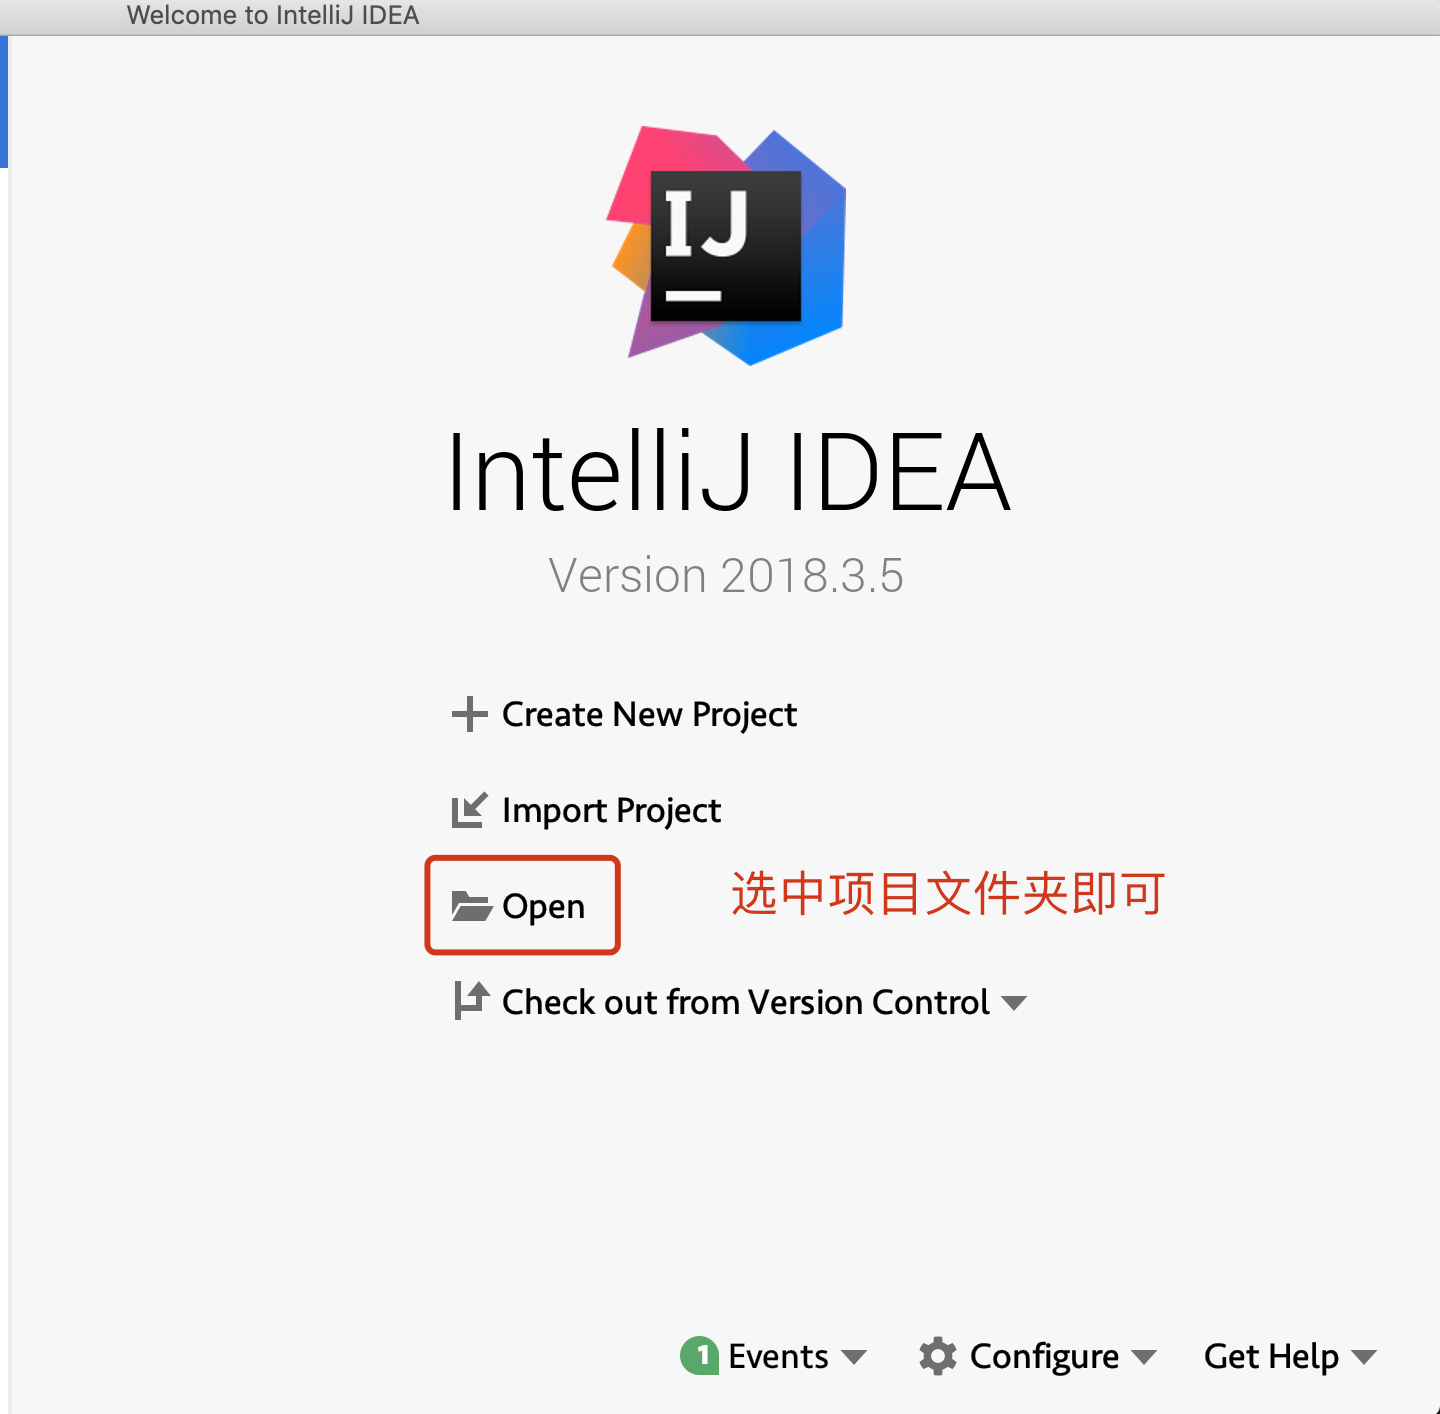 Welcome to IntelliJ IDEA
IJ
IntelliJ IDEA
Version 2018.3.5
Create New Project
Import Project
Open
选中项目文件夹即可
Check out from Version Control
1 Events
Configure
Get Help